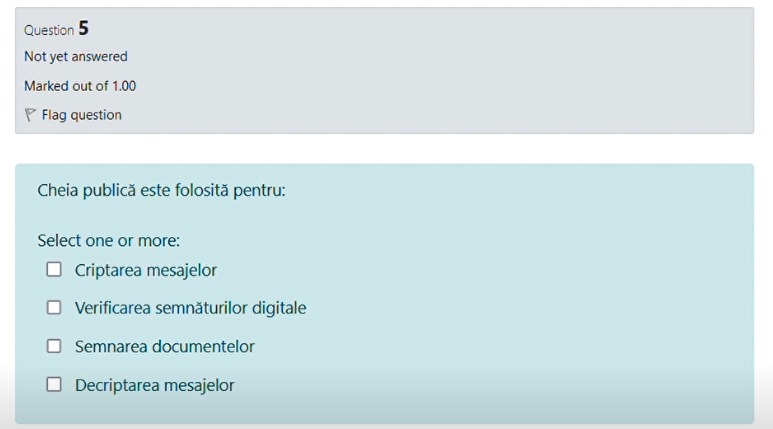 Question 5
Not yet answered
Marked out of 1.00
Flag question
Cheia publică este folosită pentru:
Select one or more:
Criptarea mesajelor
Verificarea semnăturilor digitale
Semnarea documentelor
Decriptarea mesajelor